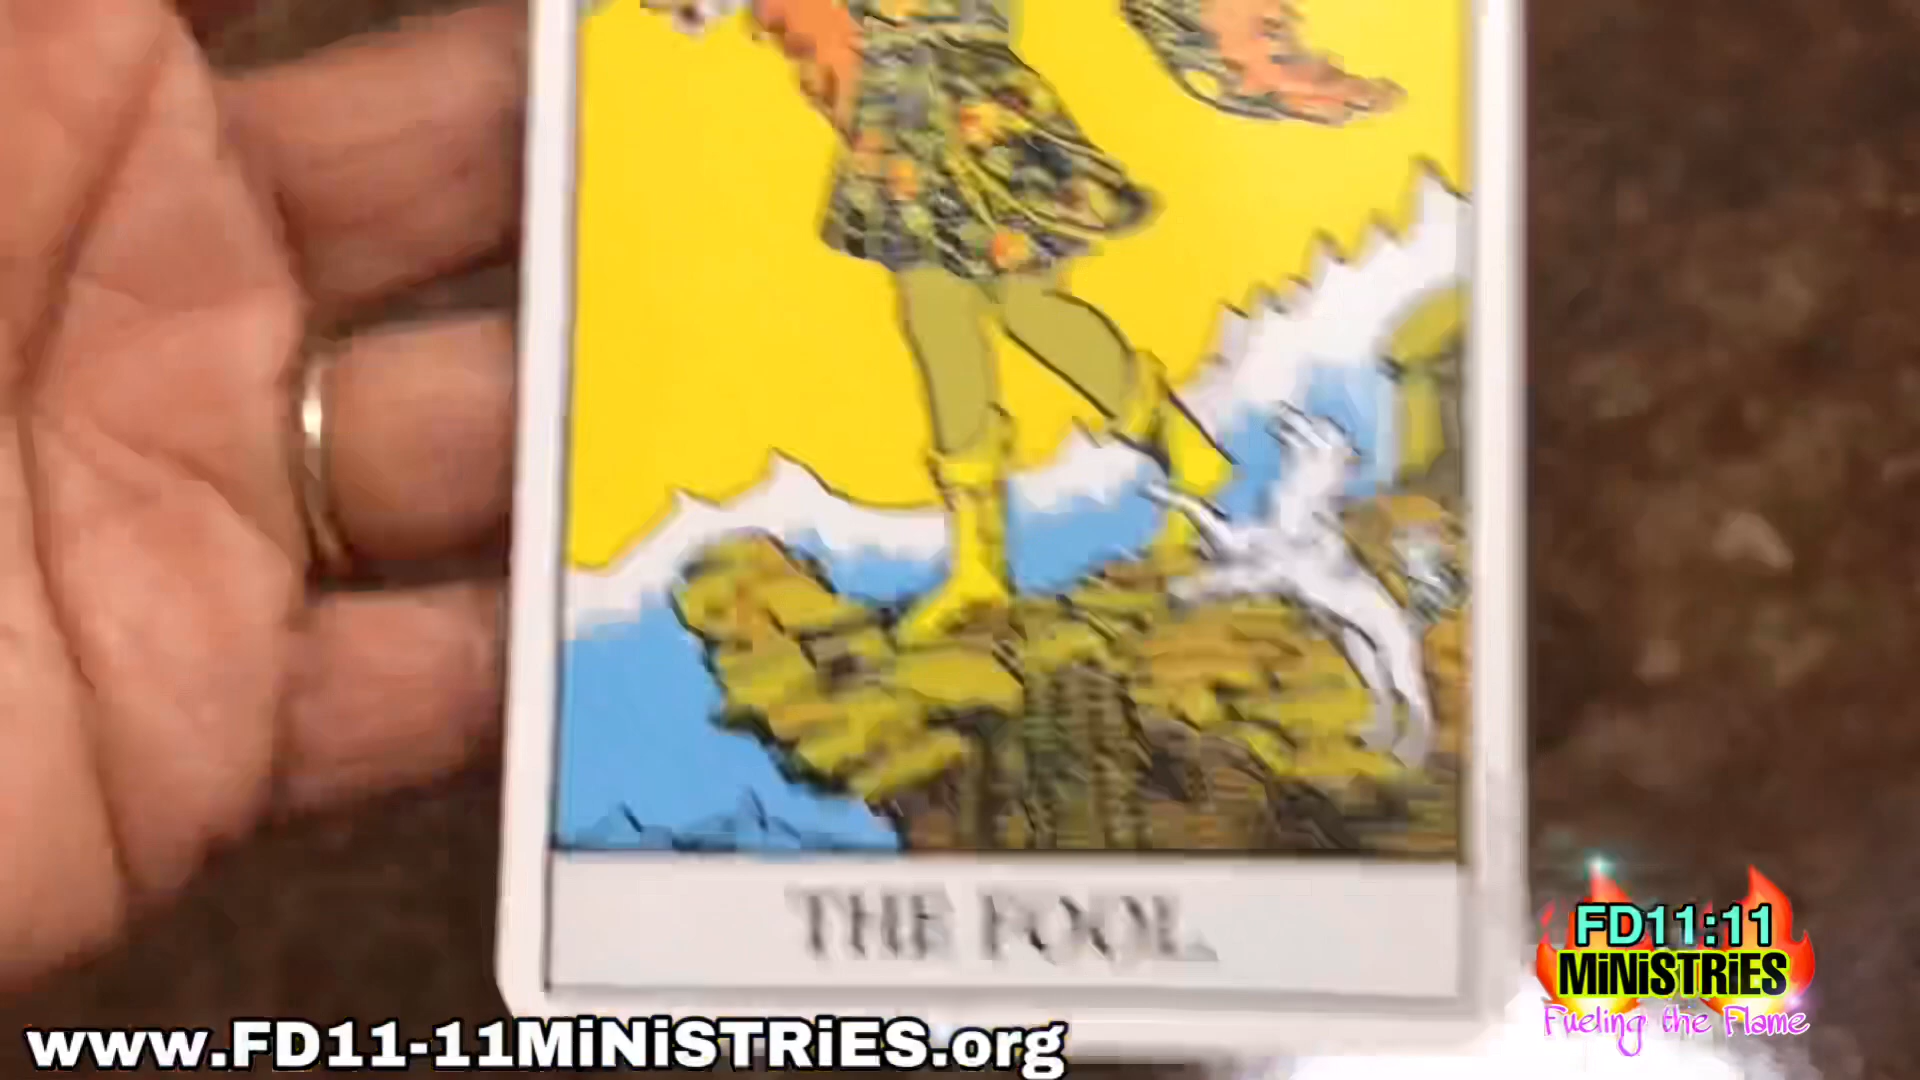 THE FOOL.
FD11:11
MiNiSTRiES
Fueling the Flame
www.FD11-11MiNiSTRiES.org